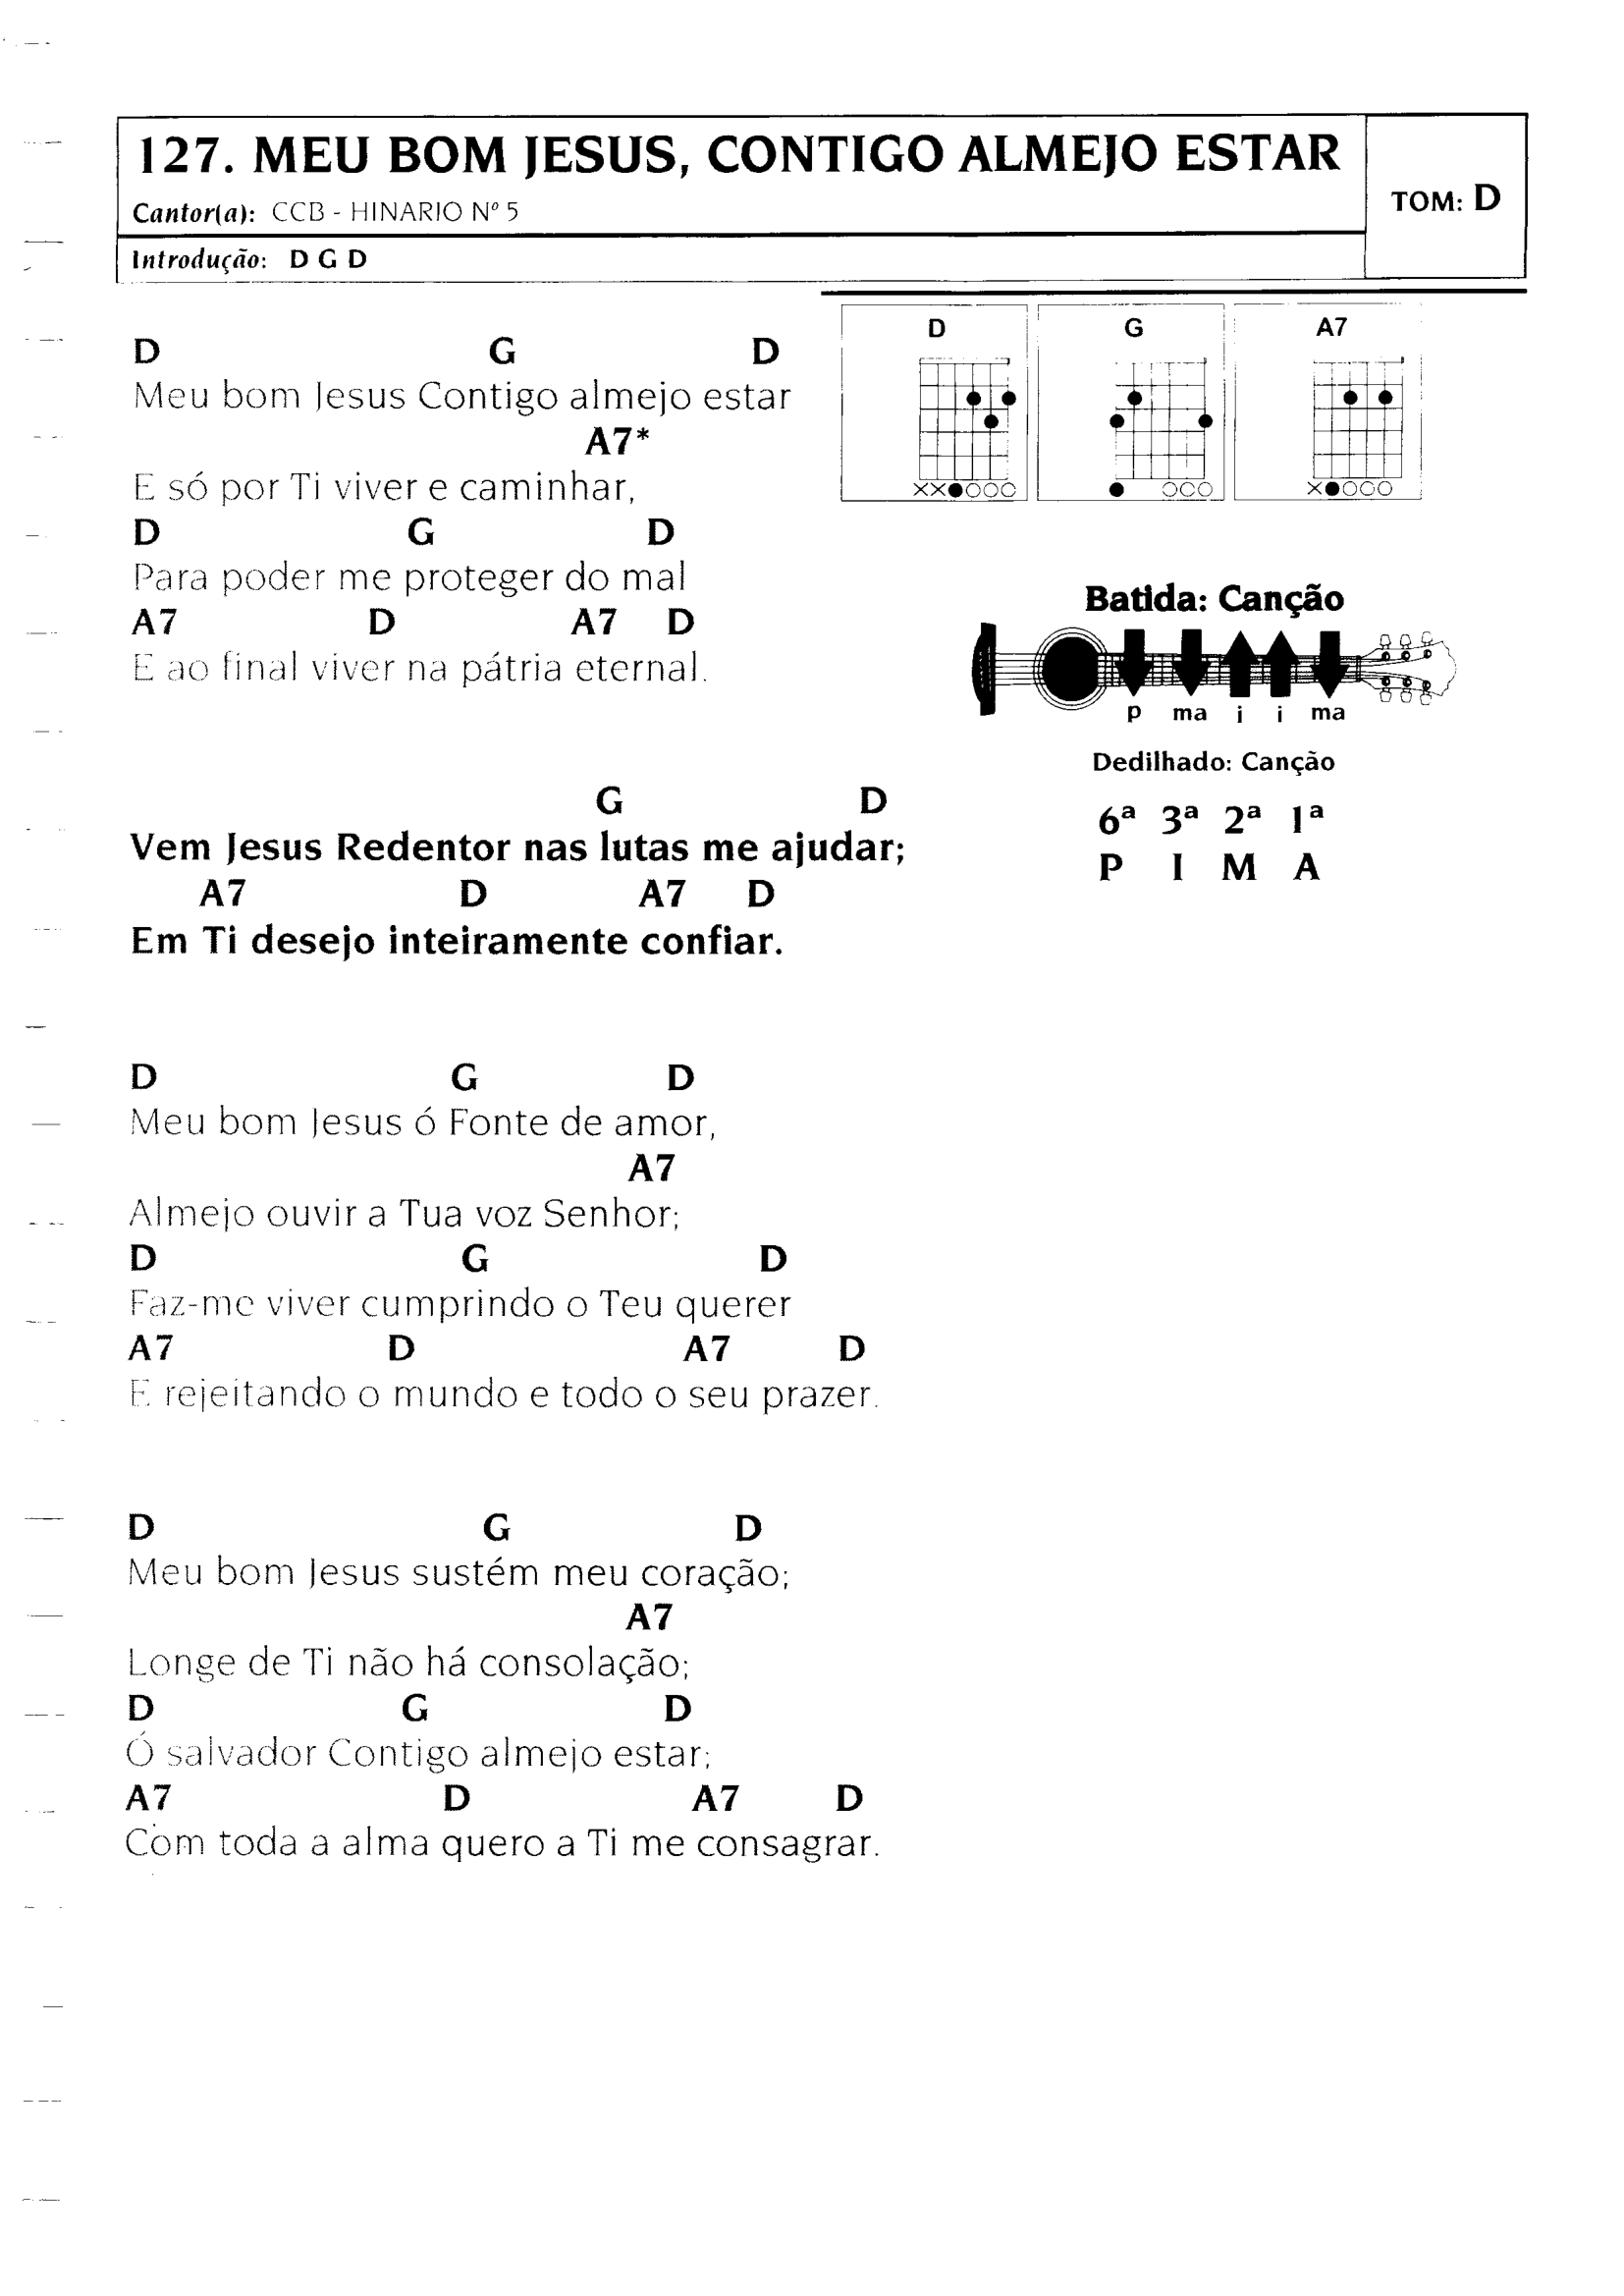 127. MEU BOM JESUS, CONTIGO ALMEJO ESTAR
Cantor(a): CCB - HINARIO Nº 5
TOM: D
Introdução: D G D
D G D
Meu bom Jesus Contigo almejo estar
A7*
E só por Ti viver e caminhar,
D G D
Para poder me proteger do mal
A7 D A7 D
E ao final viver na pátria eternal.
G D
Vem Jesus Redentor nas lutas me ajudar;
A7 D A7 D
Em Ti desejo inteiramente confiar.
D G D
Meu bom Jesus ó Fonte de amor,
A7
Almejo ouvir a Tua voz Senhor;
D G D
Faz-me viver cumprindo o Teu querer
A7 D A7 D
E rejeitando o mundo e todo o seu prazer.
D G D
Meu bom Jesus sustém meu coração;
A7
Longe de Ti não há consolação;
D G D
Ó salvador Contigo almejo estar;
A7 D A7 D
Com toda a alma quero a Ti me consagrar.
D G A7
Batida: Canção
p ma i i ma
Dedilhado: Canção
6ª 3ª 2ª 1ª
P I M A